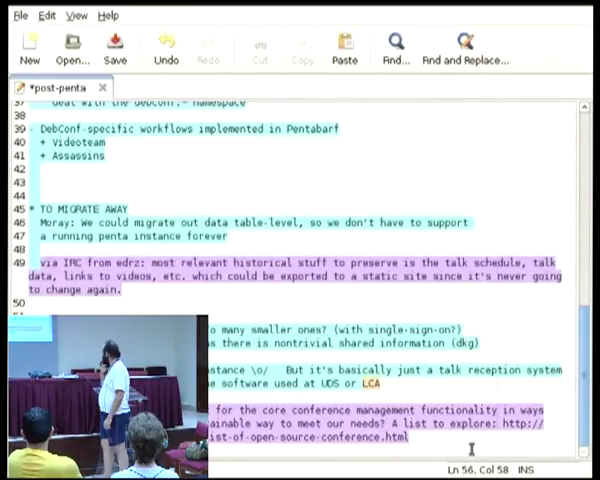 File Edit View Help
New Open... Save Undo Redo Cut Copy Paste Find... Find and Replace...
*post-penta
37 deal with the debconf.* namespace
38
39 - DebConf-specific workflows implemented in Pentabarf
40 + Videoteam
41 + Assassins
42
43
44
45 * TO MIGRATE AWAY
46 Moray: We could migrate out data table-level, so we don't have to support
47 a running penta instance forever
48
49 via IRC from edrz: most relevant historical stuff to preserve is the talk schedule, talk
data, links to videos, etc. which could be exported to a static site since it's never going
to change again.
50
o many smaller ones? (with single-sign-on?)
s there is nontrivial shared information (dkg)
stance \o/ But it's basically just a talk reception system
e software used at UDS or LCA
for the core conference management functionality in ways
ainable way to meet our needs? A list to explore: http://
ist-of-open-source-conference.html
Ln 56, Col 58 INS